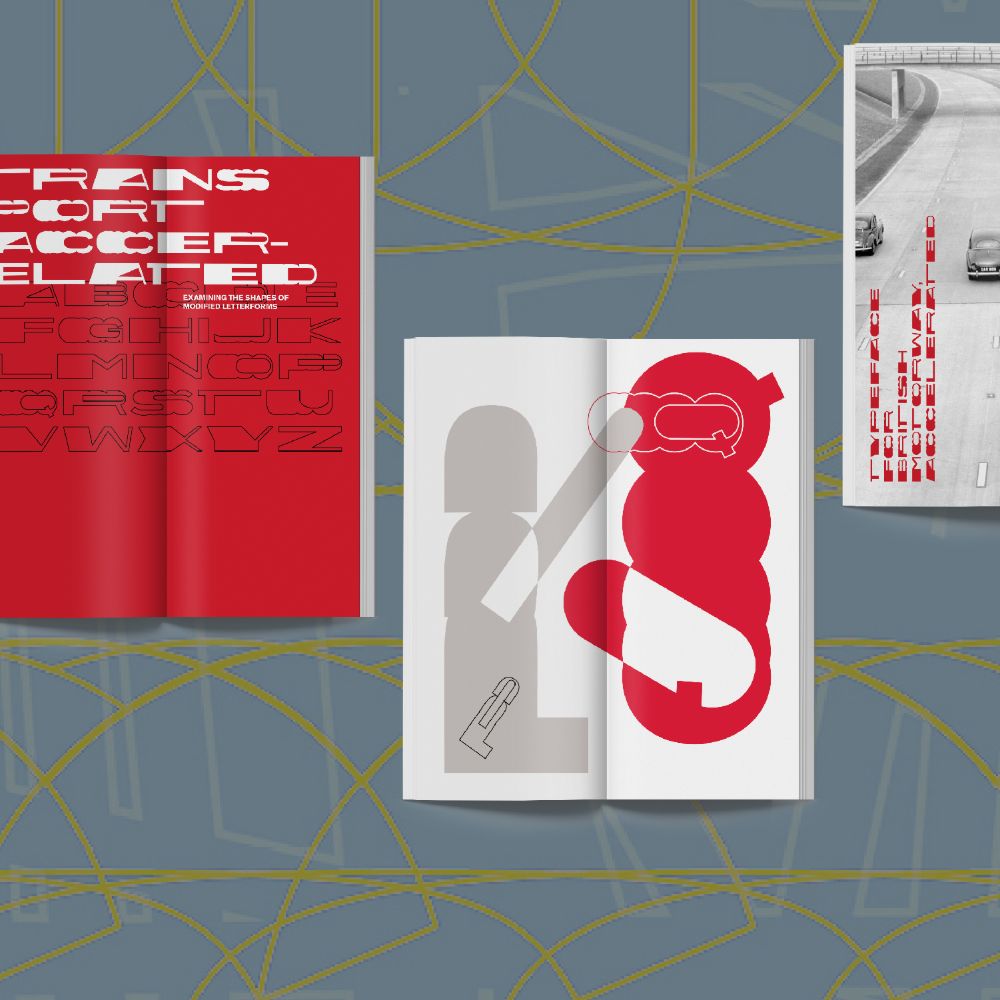 TRANS
PORT
ACCER-
ELATED
EXAMINING THE SHAPES OF
MODIFIED LETTERFORMS
ABCDE
FGHIJK
LMNOP
QRSTU
VWXYZ
Q
TYPEFACE
FOR
BRITISH
MOTORWAY,
ACCELERATED